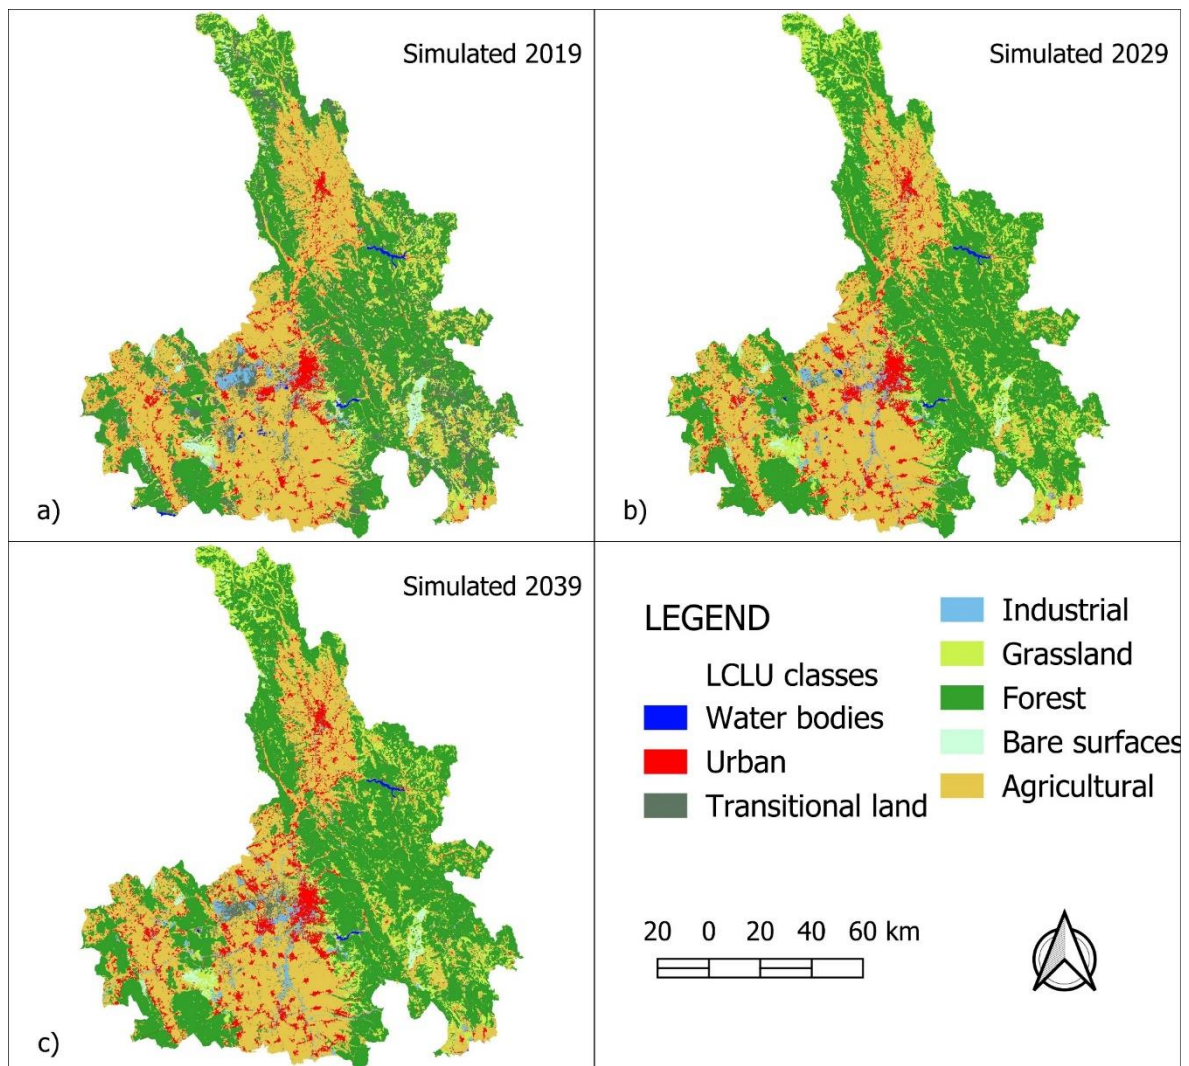 Simulated 2019
a)
Simulated 2029
b)
Simulated 2039
c)
LEGEND
LCLU classes
Water bodies
Urban
Transitional land
Industrial
Grassland
Forest
Bare surfaces
Agricultural
20 0 20 40 60 km